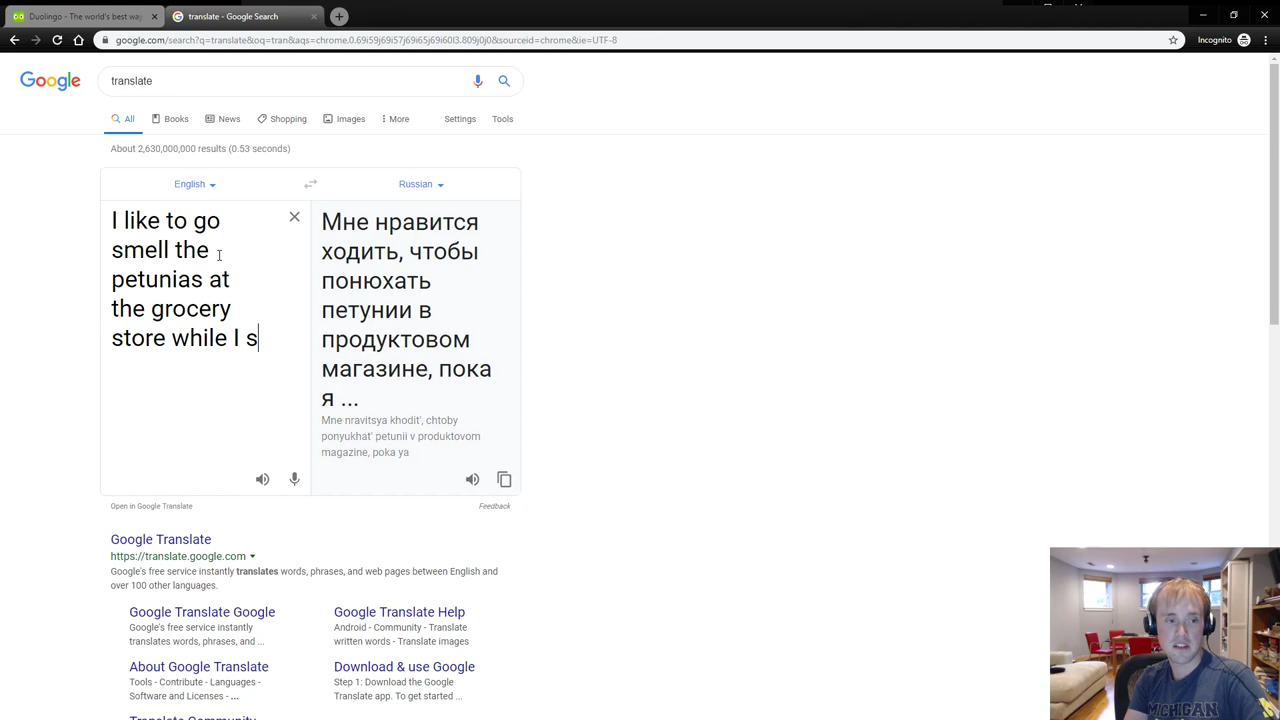 Duolingo - The world's best way
translate - Google Search
google.com/search?q=translate&oq=tran&aqs=chrome.0.69i59j69i57j69i65j69i60l3.809j0j0&sourceid=chrome&ie=UTF-8
Incognito
Google
translate
All
Books
News
Shopping
Images
More
Settings
Tools
About 2,630,000,000 results (0.53 seconds)
English
Russian
I like to go
smell the
petunias at
the grocery
store while I s
Мне нравится
ходить, чтобы
понюхать
петунии в
продуктовом
магазине, пока
я ...
Mne nravitsya khodit', chtoby
ponyukhat' petunii v produktovom
magazine, poka ya
Open in Google Translate
Feedback
Google Translate
https://translate.google.com
Google's free service instantly translates words, phrases, and web pages between English and
over 100 other languages.
Google Translate Google
Google's free service instantly
translates words, phrases, and ...
Google Translate Help
Android - Community - Translate
written words - Translate images
About Google Translate
Tools - Contribute - Languages -
Software and Licenses - ...
Download & use Google
Step 1: Download the Google
Translate app. To get started ...
Translate Community
MICHIGAN